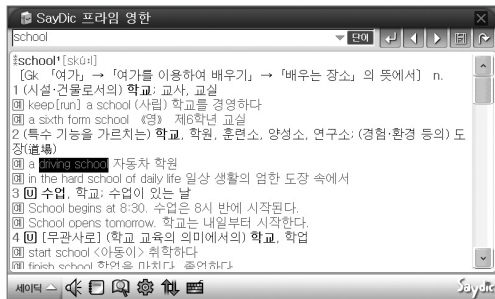 SayDic 프라임 영한
school
단어
‡school¹ [skúːl]
[Gk 「여가」 → 「여가를 이용하여 배우기」 → 「배우는 장소」의 뜻에서] n.
1 (시설·건물로서의) 학교; 교사, 교실
예 keep[run] a school (사립) 학교를 경영하다
예 a sixth form school 《영》 제6학년 교실
2 (특수 기능을 가르치는) 학교, 학원, 훈련소, 양성소, 연구소; (경험·환경 등의) 도
장(道場)
예 a driving school 자동차 학원
예 in the hard school of daily life 일상 생활의 엄한 도장 속에서
3 U 수업, 학교; 수업이 있는 날
예 School begins at 8:30. 수업은 8시 반에 시작된다.
예 School opens tomorrow. 학교는 내일부터 시작한다.
4 U [무관사로] (학교 교육의 의미에서의) 학교, 학업
예 start school <아동이> 취학하다
예 finish school 학업을 마치다, 졸업하다
세이딕
Saydic